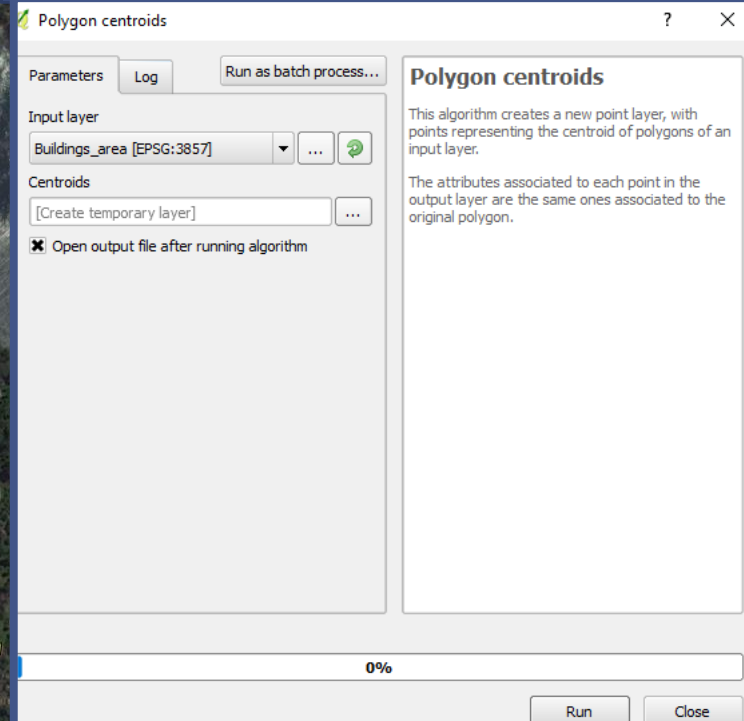 Polygon centroids
?
Parameters
Log
Run as batch process...
Input layer
Buildings_area [EPSG:3857]
...
Centroids
[Create temporary layer]
...
Open output file after running algorithm
Polygon centroids
This algorithm creates a new point layer, with
points representing the centroid of polygons of an
input layer.
The attributes associated to each point in the
output layer are the same ones associated to the
original polygon.
0%
Run
Close